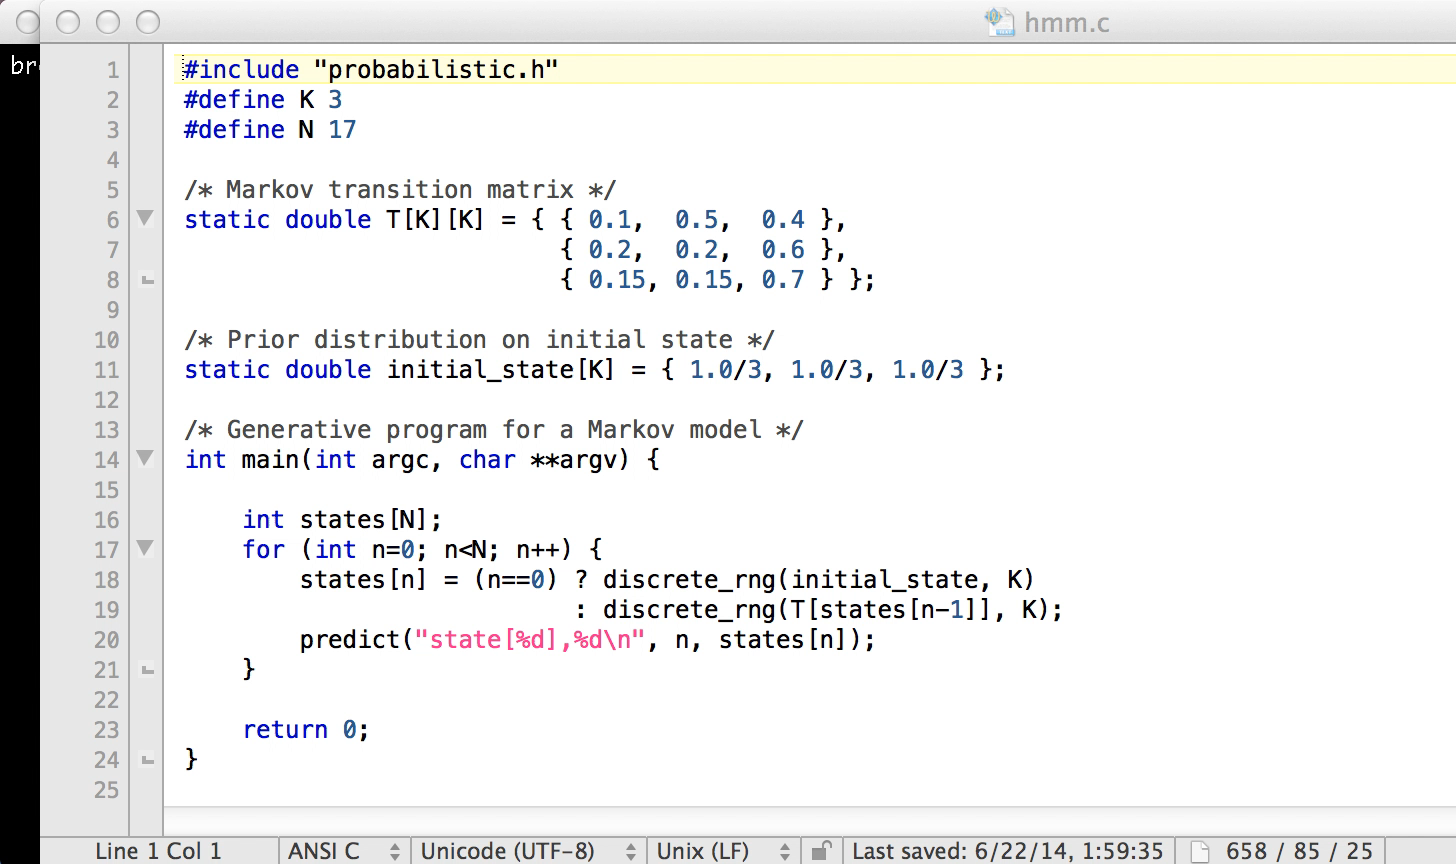 hmm.c
bro
1 #include "probabilistic.h"
2 #define K 3
3 #define N 17
4
5 /* Markov transition matrix */
6 static double T[K][K] = { { 0.1,  0.5,  0.4 },
7                           { 0.2,  0.2,  0.6 },
8                           { 0.15, 0.15, 0.7 } };
9
10 /* Prior distribution on initial state */
11 static double initial_state[K] = { 1.0/3, 1.0/3, 1.0/3 };
12
13 /* Generative program for a Markov model */
14 int main(int argc, char **argv) {
15
16     int states[N];
17     for (int n=0; n<N; n++) {
18         states[n] = (n==0) ? discrete_rng(initial_state, K)
19                            : discrete_rng(T[states[n-1]], K);
20         predict("state[%d],%d\n", n, states[n]);
21     }
22
23     return 0;
24 }
25
Line 1 Col 1 ANSI C Unicode (UTF-8) Unix (LF) Last saved: 6/22/14, 1:59:35 658 / 85 / 25